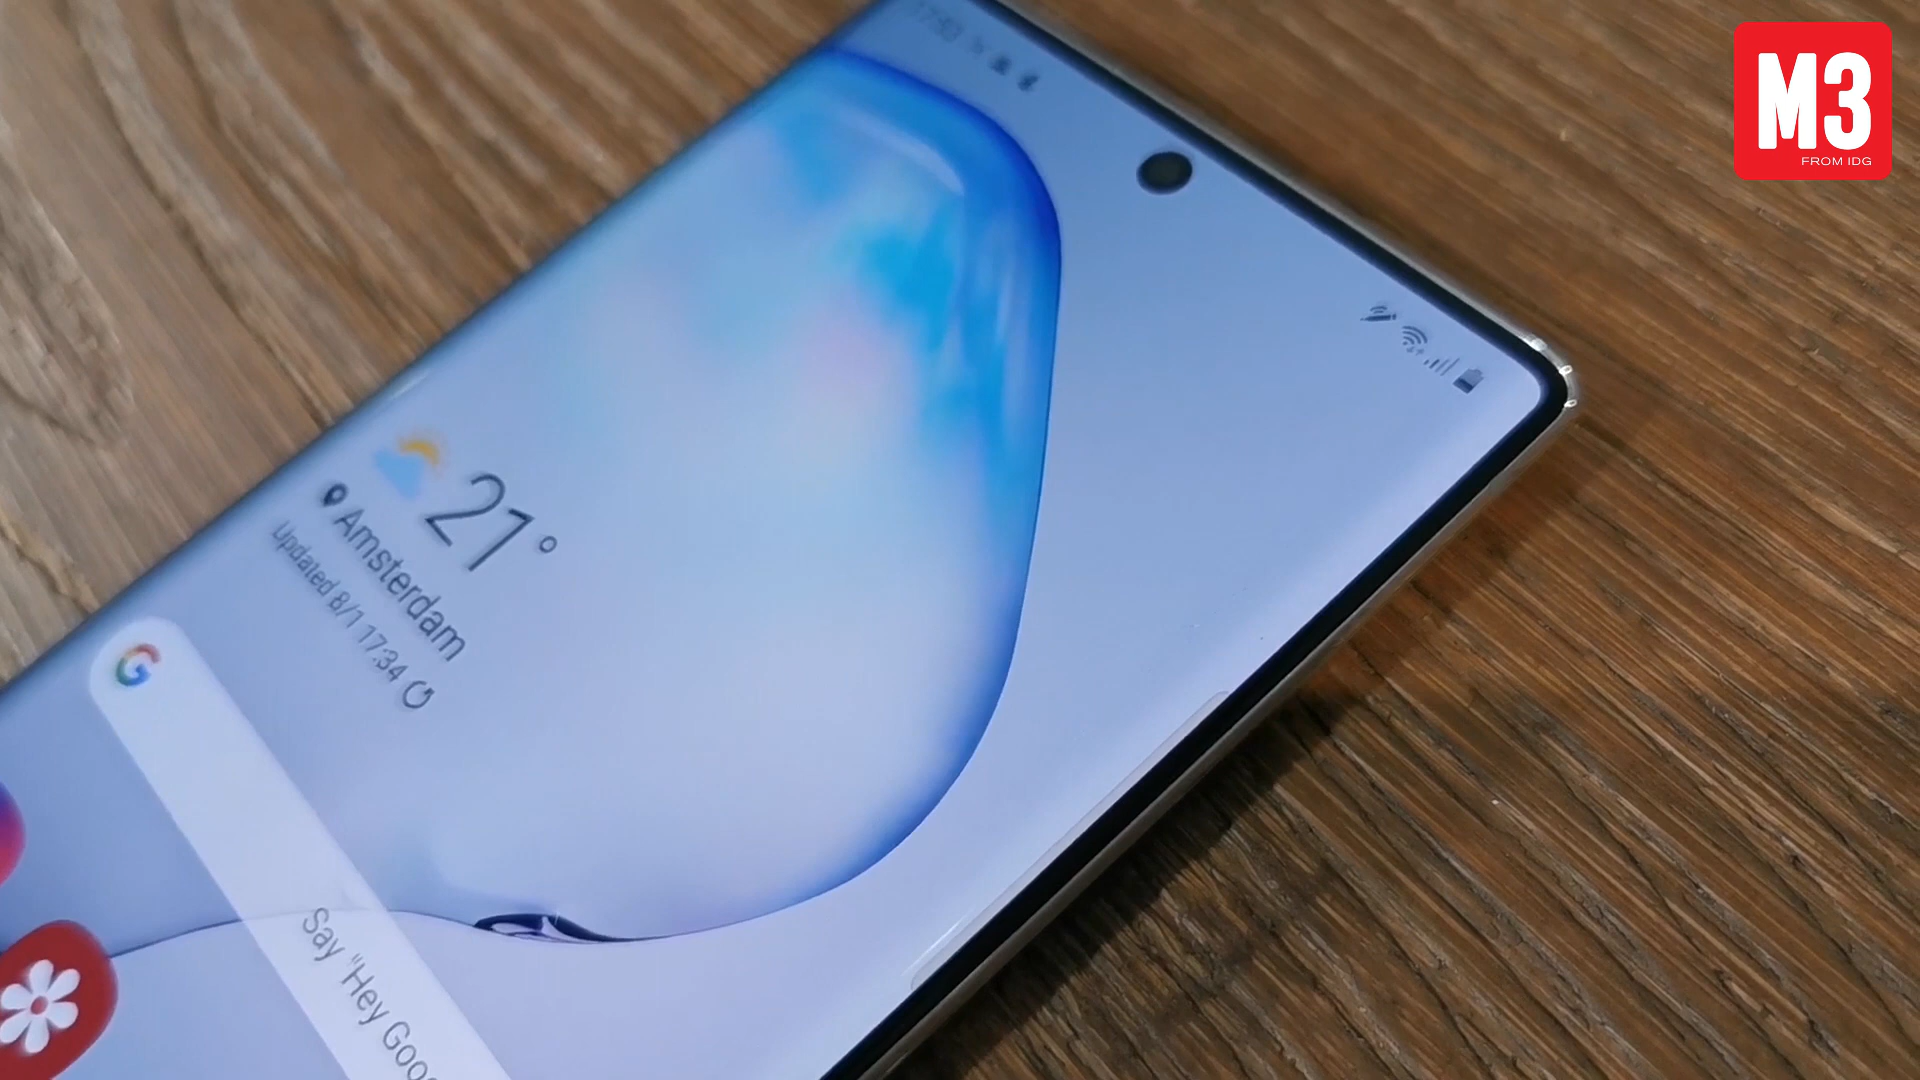 M3
FROM IDG
21°
Amsterdam
Updated 8/1 17:34
G
Say "Hey Goo